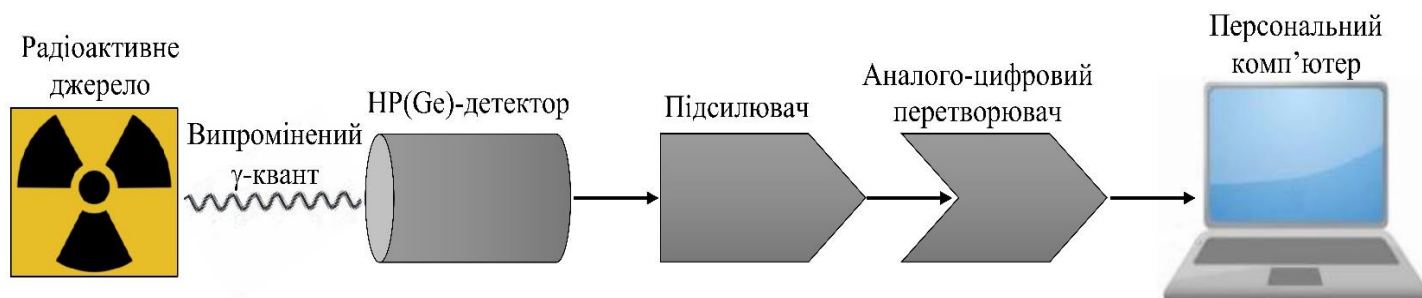 Радіоактивне
джерело
Випромінений
γ-квант
HP(Ge)-детектор
Підсилювач
Аналого-цифровий
перетворювач
Персональний
комп’ютер